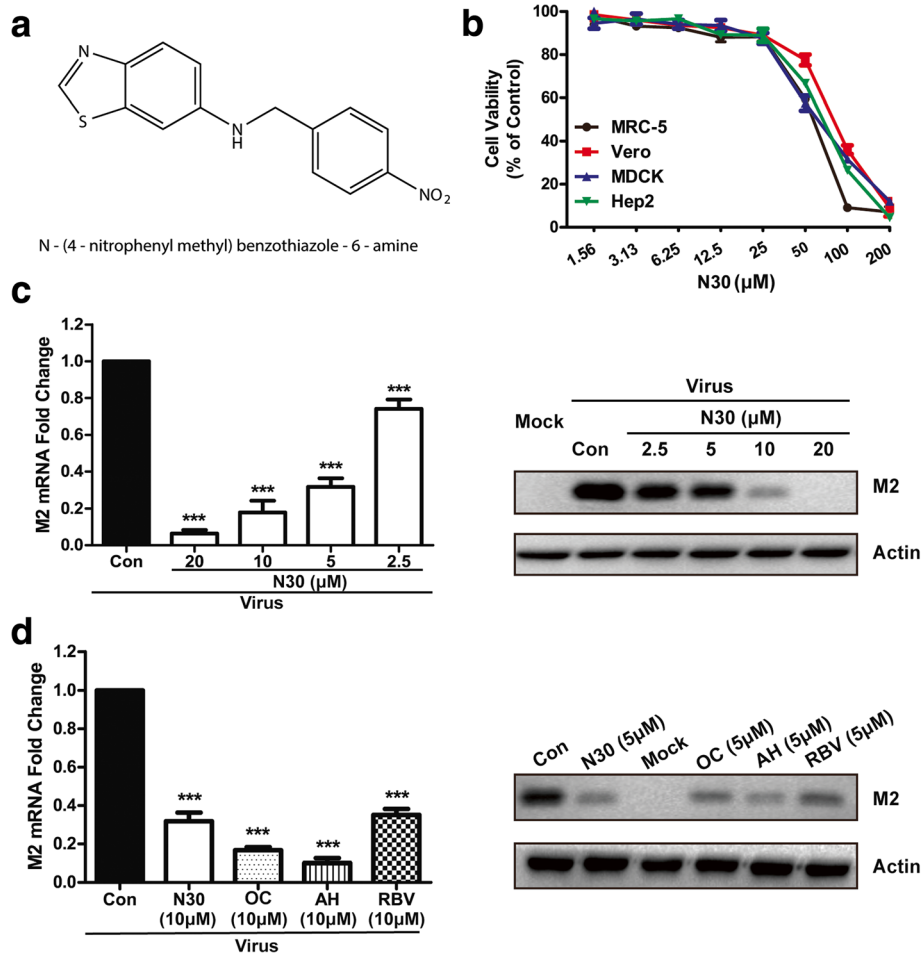 a
N
S
N
H
NO2
N - (4 - nitrophenyl methyl) benzothiazole - 6 - amine
b
Cell Vability
(% of Control)
100
80
60
40
20
0
MRC-5
Vero
MDCK
Hep2
1.56 3.13 6.25 12.5 25 50 100 200
N30 (µM)
c
M2 mRNA Fold Change
1.2
1.0
0.8
0.6
0.4
0.2
0.0
*** *** *** ***
Con 20 10 5 2.5
N30 (µM)
Virus
Virus
Mock N30 (µM)
Con 2.5 5 10 20
M2
Actin
d
M2 mRNA Fold Change
1.2
1.0
0.8
0.6
0.4
0.2
0.0
*** *** *** ***
Con N30 OC AH RBV
(10µM) (10µM) (10µM) (10µM)
Virus
Con N30 (5µM) Mock OC (5µM) AH (5µM) RBV (5µM)
M2
Actin